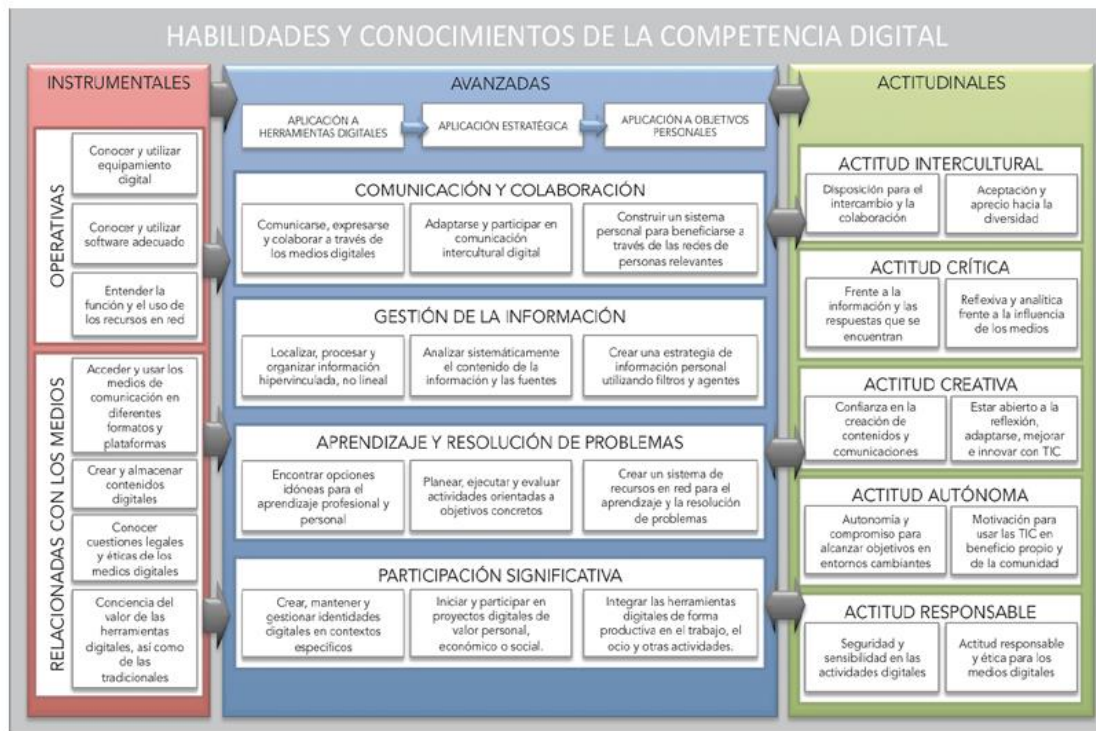 HABILIDADES Y CONOCIMIENTOS DE LA COMPETENCIA DIGITAL
INSTRUMENTALES
OPERATIVAS
Conocer y utilizar
equipamiento
digital
Conocer y utilizar
software adecuado
Entender la
función y el uso de
los recursos en red
RELACIONADAS CON LOS MEDIOS
Acceder y usar los
medios de
comunicación en
diferentes
formatos y
plataformas
Crear y almacenar
contenidos
digitales
Conocer
cuestiones legales
y éticas de los
medios digitales
Conciencia del
valor de las
herramientas
digitales, así como
de las
tradicionales
AVANZADAS
APLICACIÓN A
HERRAMIENTAS DIGITALES
APLICACIÓN ESTRATÉGICA
APLICACIÓN A OBJETIVOS
PERSONALES
COMUNICACIÓN Y COLABORACIÓN
Comunicarse, expresarse
y colaborar a través de
los medios digitales
Adaptarse y participar en
comunicación
intercultural digital
Construir un sistema
personal para beneficiarse a
través de las redes de
personas relevantes
GESTIÓN DE LA INFORMACIÓN
Localizar, procesar y
organizar información
hipervinculada, no lineal
Analizar sistemáticamente
el contenido de la
información y las fuentes
Crear una estrategia de
información personal
utilizando filtros y agentes
APRENDIZAJE Y RESOLUCIÓN DE PROBLEMAS
Encontrar opciones
idóneas para el
aprendizaje profesional y
personal
Planear, ejecutar y evaluar
actividades orientadas a
objetivos concretos
Crear un sistema de
recursos en red para el
aprendizaje y la resolución
de problemas
PARTICIPACIÓN SIGNIFICATIVA
Crear, mantener y
gestionar identidades
digitales en contextos
específicos
Iniciar y participar en
proyectos digitales de
valor personal,
económico o social.
Integrar las herramientas
digitales de forma
productiva en el trabajo, el
ocio y otras actividades.
ACTITUDINALES
ACTITUD INTERCULTURAL
Disposición para el
intercambio y la
colaboración
Aceptación y
aprecio hacia la
diversidad
ACTITUD CRÍTICA
Frente a la
información y las
respuestas que se
encuentran
Reflexiva y analítica
frente a la influencia
de los medios
ACTITUD CREATIVA
Confianza en la
creación de
contenidos y
comunicaciones
Estar abierto a la
reflexión,
adaptarse, mejorar
e innovar con TIC
ACTITUD AUTÓNOMA
Autonomía y
compromiso para
alcanzar objetivos en
entornos cambiantes
Motivación para
usar las TIC en
beneficio propio y
de la comunidad
ACTITUD RESPONSABLE
Seguridad y
sensibilidad en las
actividades digitales
Actitud responsable
y ética para los
medios digitales